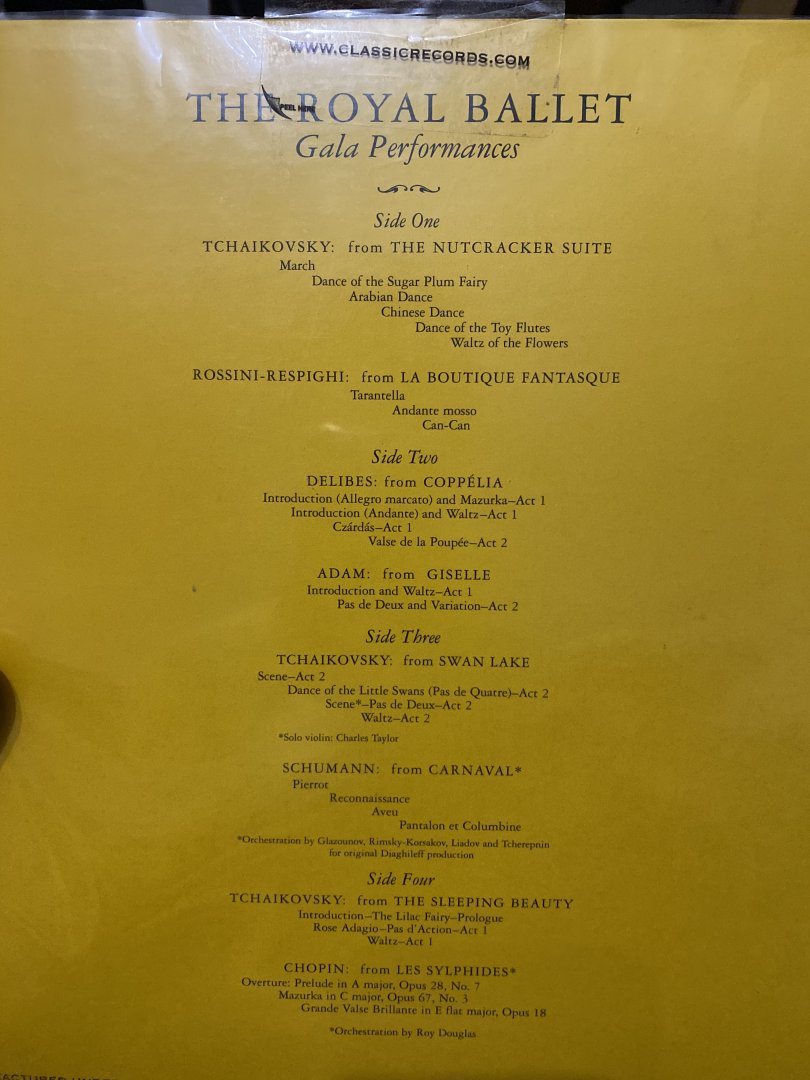 WWW.CLASSICRECORDS.COM
PEEL HERE
THE ROYAL BALLET
Gala Performances
Side One
TCHAIKOVSKY: from THE NUTCRACKER SUITE
March
Dance of the Sugar Plum Fairy
Arabian Dance
Chinese Dance
Dance of the Toy Flutes
Waltz of the Flowers
ROSSINI-RESPIGHI: from LA BOUTIQUE FANTASQUE
Tarantella
Andante mosso
Can-Can
Side Two
DELIBES: from COPPÉLIA
Introduction (Allegro marcato) and Mazurka–Act 1
Introduction (Andante) and Waltz–Act 1
Czárdás–Act 1
Valse de la Poupée–Act 2
ADAM: from GISELLE
Introduction and Waltz–Act 1
Pas de Deux and Variation–Act 2
Side Three
TCHAIKOVSKY: from SWAN LAKE
Scene–Act 2
Dance of the Little Swans (Pas de Quatre)–Act 2
Scene*–Pas de Deux–Act 2
Waltz–Act 2
*Solo violin: Charles Taylor
SCHUMANN: from CARNAVAL*
Pierrot
Reconnaissance
Aveu
Pantalon et Columbine
*Orchestration by Glazounov, Rimsky-Korsakov, Liadov and Tcherepnin
for original Diaghileff production
Side Four
TCHAIKOVSKY: from THE SLEEPING BEAUTY
Introduction–The Lilac Fairy–Prologue
Rose Adagio–Pas d'Action–Act 1
Waltz–Act 1
CHOPIN: from LES SYLPHIDES*
Overture: Prelude in A major, Opus 28, No. 7
Mazurka in C major, Opus 67, No. 3
Grande Valse Brillante in E flat major, Opus 18
*Orchestration by Roy Douglas